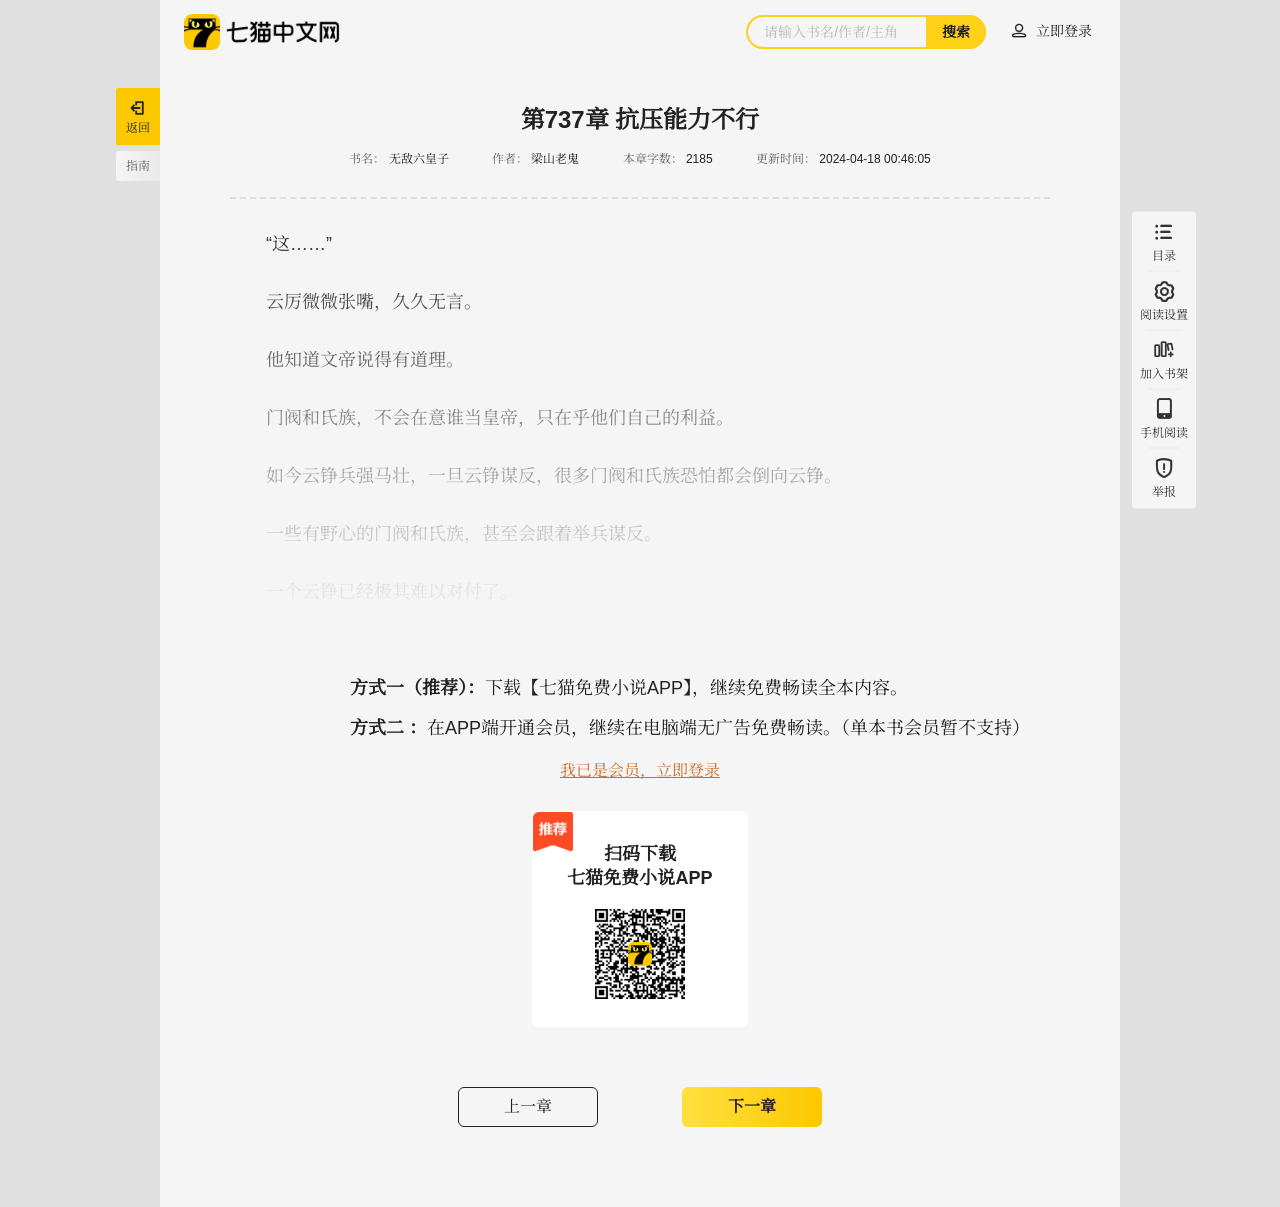 七猫中文网
请输入书名/作者/主角
搜索
立即登录
返回
指南
第737章 抗压能力不行
书名： 无敌六皇子 作者： 梁山老鬼 本章字数： 2185 更新时间： 2024-04-18 00:46:05
“这……”
云厉微微张嘴，久久无言。
他知道文帝说得有道理。
门阀和氏族，不会在意谁当皇帝，只在乎他们自己的利益。
如今云铮兵强马壮，一旦云铮谋反，很多门阀和氏族恐怕都会倒向云铮。
一些有野心的门阀和氏族，甚至会跟着举兵谋反。
一个云铮已经极其难以对付了。
目录
阅读设置
加入书架
手机阅读
举报
方式一（推荐）：下载【七猫免费小说APP】，继续免费畅读全本内容。
方式二 ：在APP端开通会员，继续在电脑端无广告免费畅读。（单本书会员暂不支持）
我已是会员，立即登录
推荐
扫码下载
七猫免费小说APP
上一章
下一章